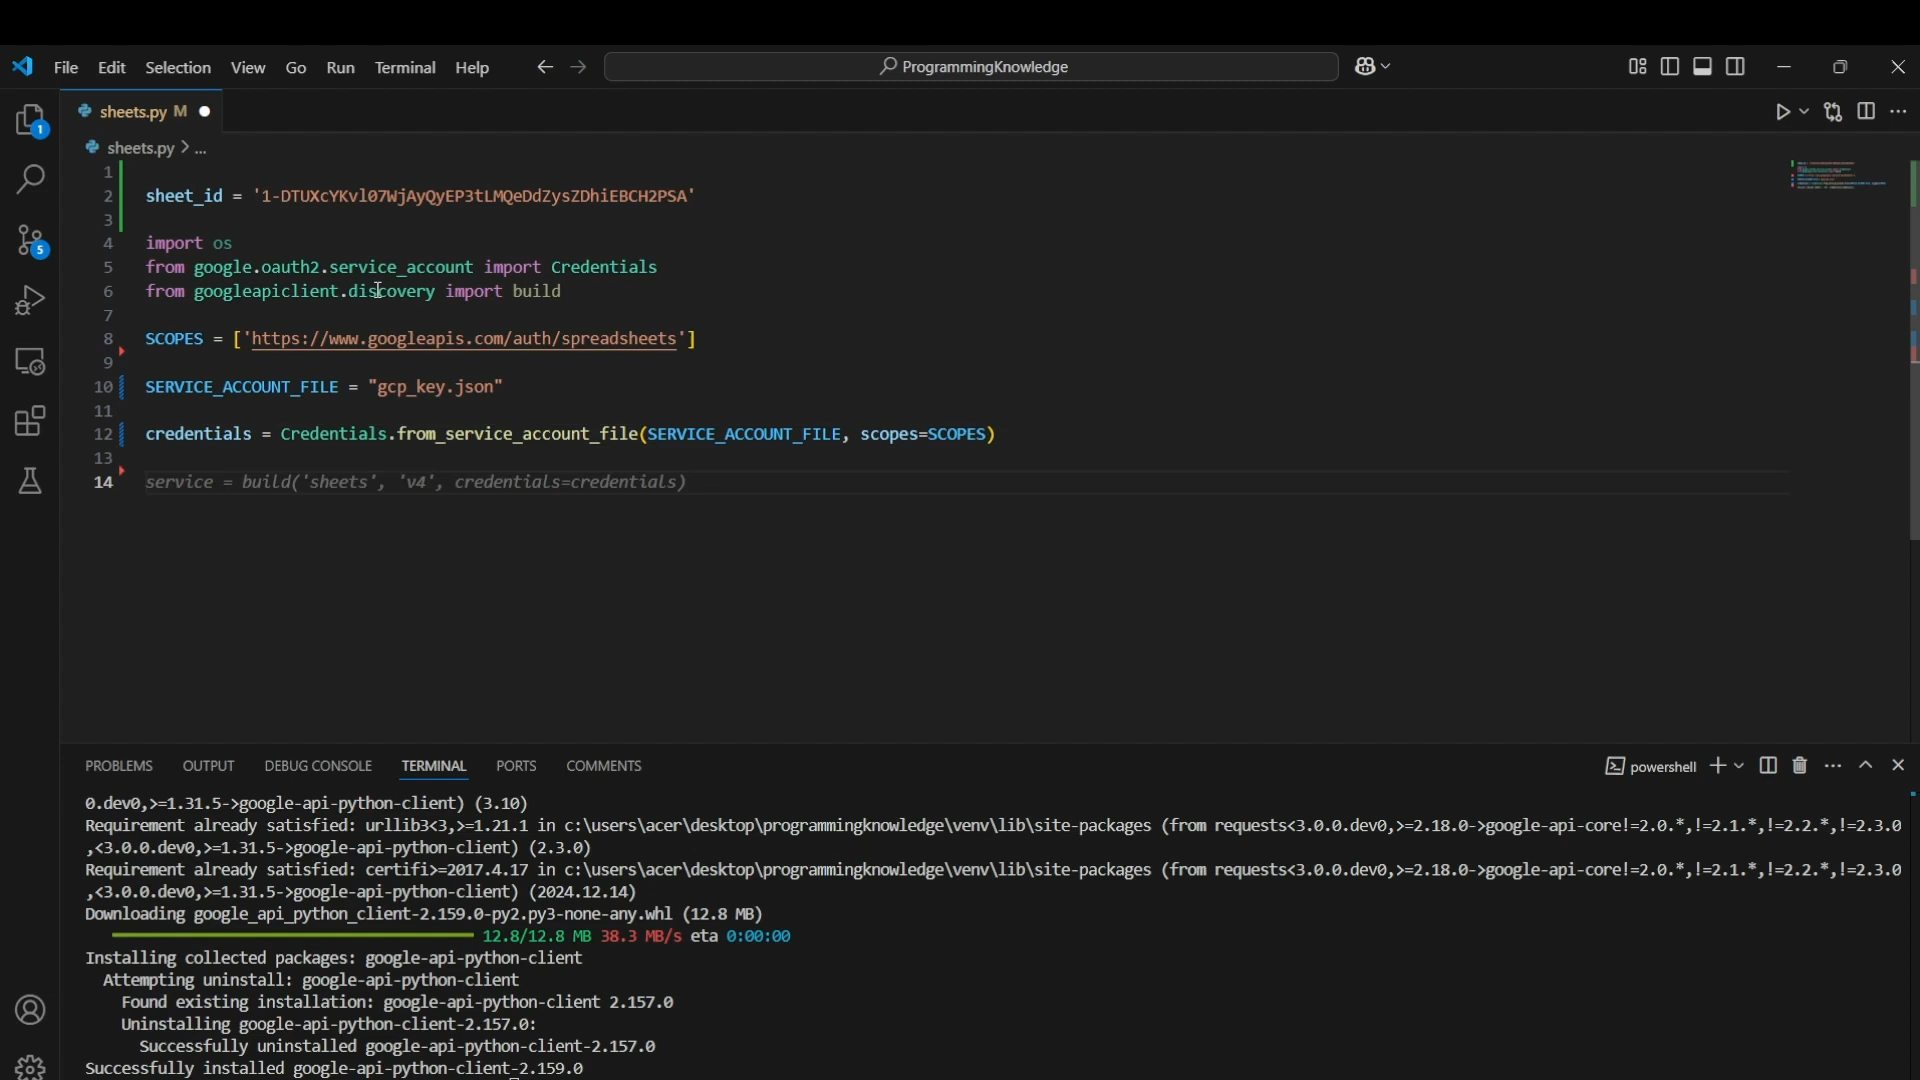 File Edit Selection View Go Run Terminal Help
ProgrammingKnowledge
1
sheets.py M
sheets.py > ...
1
2 sheet_id = '1-DTUXcYKvl07WjAyQyEP3tLMQeDdZysZDhiEBCH2PSA'
3
4 import os
5 from google.oauth2.service_account import Credentials
6 from googleapiclient.discovery import build
7
8 SCOPES = ['https://www.googleapis.com/auth/spreadsheets']
9
10 SERVICE_ACCOUNT_FILE = "gcp_key.json"
11
12 credentials = Credentials.from_service_account_file(SERVICE_ACCOUNT_FILE, scopes=SCOPES)
13
14 service = build('sheets', 'v4', credentials=credentials)
5
PROBLEMS OUTPUT DEBUG CONSOLE TERMINAL PORTS COMMENTS
powershell
0.dev0,>=1.31.5->google-api-python-client) (3.10)
Requirement already satisfied: urllib3<3,>=1.21.1 in c:\users\acer\desktop\programmingknowledge\venv\lib\site-packages (from requests<3.0.0.dev0,>=2.18.0->google-api-core!=2.0.*,!=2.1.*,!=2.2.*,!=2.3.0
,<3.0.0.dev0,>=1.31.5->google-api-python-client) (2.3.0)
Requirement already satisfied: certifi>=2017.4.17 in c:\users\acer\desktop\programmingknowledge\venv\lib\site-packages (from requests<3.0.0.dev0,>=2.18.0->google-api-core!=2.0.*,!=2.1.*,!=2.2.*,!=2.3.0
,<3.0.0.dev0,>=1.31.5->google-api-python-client) (2024.12.14)
Downloading google_api_python_client-2.159.0-py2.py3-none-any.whl (12.8 MB)
12.8/12.8 MB 38.3 MB/s eta 0:00:00
Installing collected packages: google-api-python-client
Attempting uninstall: google-api-python-client
Found existing installation: google-api-python-client 2.157.0
Uninstalling google-api-python-client-2.157.0:
Successfully uninstalled google-api-python-client-2.157.0
Successfully installed google-api-python-client-2.159.0